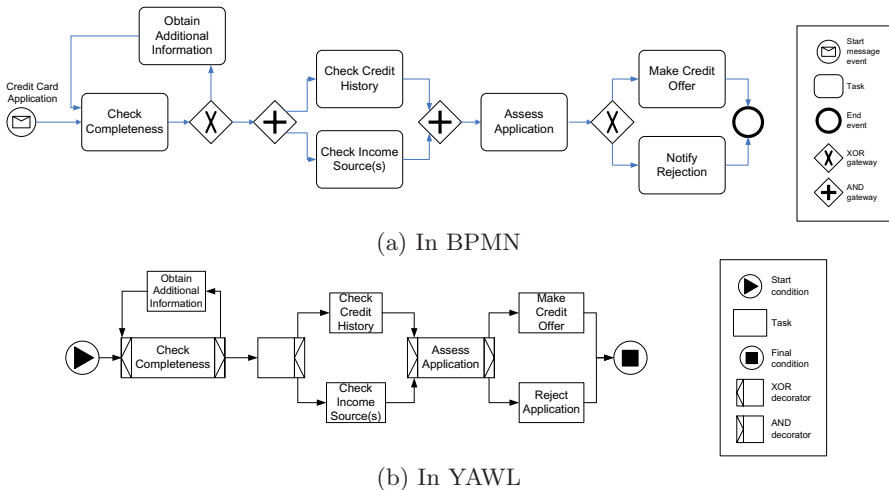 Obtain
Additional
Information
Credit Card
Application
Check
Completeness
Check Credit
History
Check Income
Source(s)
Assess
Application
Make Credit
Offer
Notify
Rejection
Start
message
event
Task
End
event
XOR
gateway
AND
gateway
(a) In BPMN
Obtain
Additional
Information
Check
Completeness
Check
Credit
History
Check
Income
Source(s)
Assess
Application
Make
Credit
Offer
Reject
Application
Start
condition
Task
Final
condition
XOR
decorator
AND
decorator
(b) In YAWL